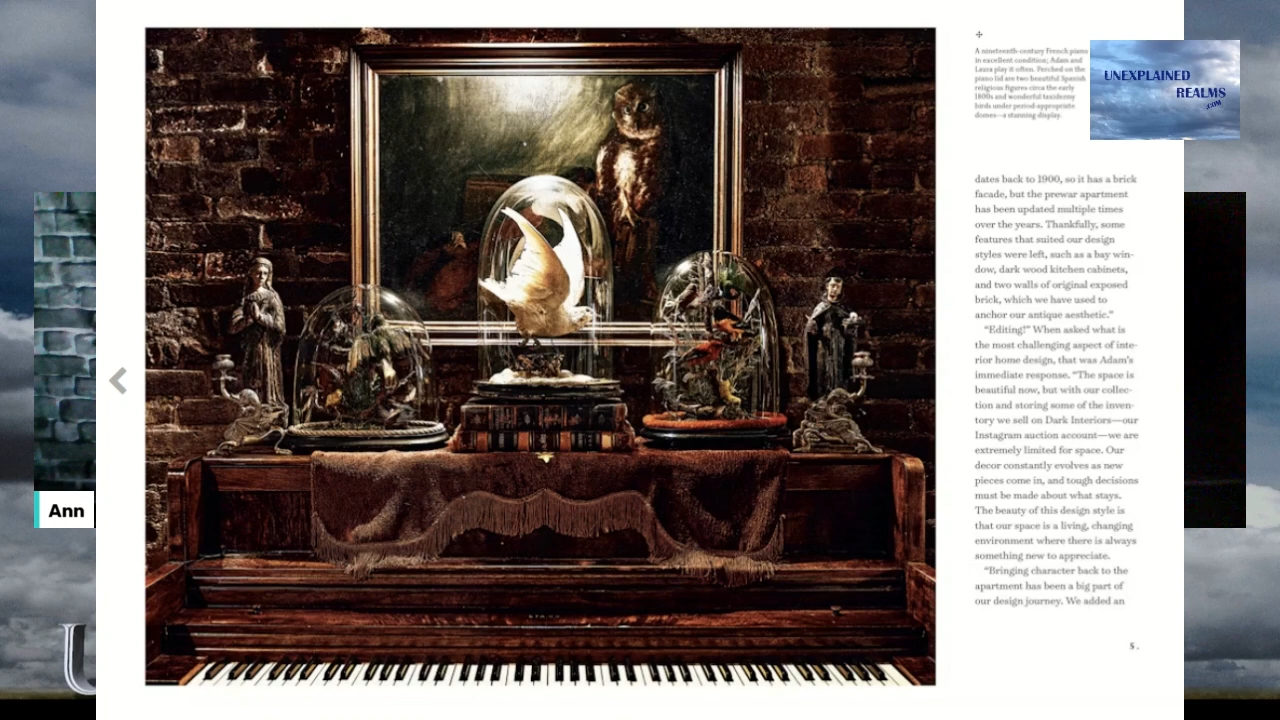 A nineteenth-century French piano
in excellent condition; Adam and
Laura play it often. Perched on the
piano lid are two beautiful Spanish
religious figures circa the early
1800s and wonderful taxidermy
birds under period-appropriate
domes—a stunning display.
UNEXPLAINED
REALMS
.COM
dates back to 1900, so it has a brick
facade, but the prewar apartment
has been updated multiple times
over the years. Thankfully, some
features that suited our design
styles were left, such as a bay win-
dow, dark wood kitchen cabinets,
and two walls of original exposed
brick, which we have used to
anchor our antique aesthetic.”
“Editing!” When asked what is
the most challenging aspect of inte-
rior home design, that was Adam’s
immediate response. “The space is
beautiful now, but with our collec-
tion and storing some of the inven-
tory we sell on Dark Interiors—our
Instagram auction account—we are
extremely limited for space. Our
decor constantly evolves as new
pieces come in, and tough decisions
must be made about what stays.
The beauty of this design style is
that our space is a living, changing
environment where there is always
something new to appreciate.
“Bringing character back to the
apartment has been a big part of
our design journey. We added an
5 .
Ann
U